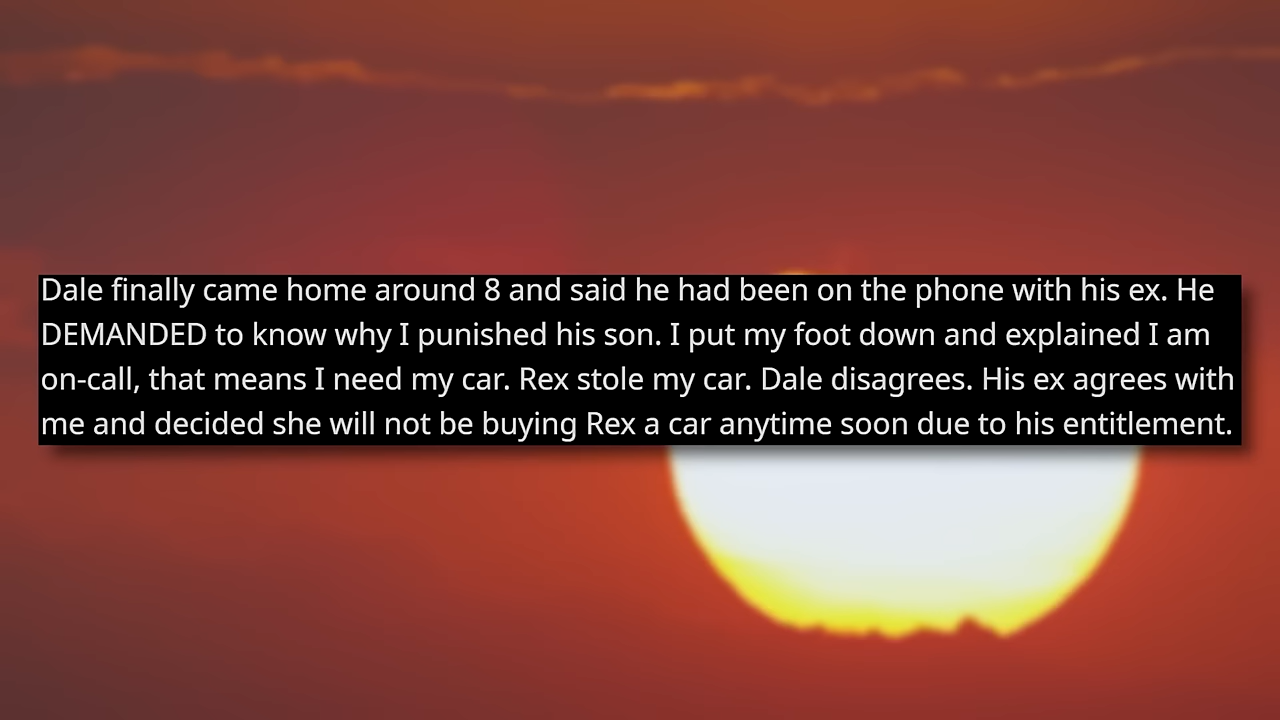 Dale finally came home around 8 and said he had been on the phone with his ex. He
DEMANDED to know why I punished his son. I put my foot down and explained I am
on-call, that means I need my car. Rex stole my car. Dale disagrees. His ex agrees with
me and decided she will not be buying Rex a car anytime soon due to his entitlement.